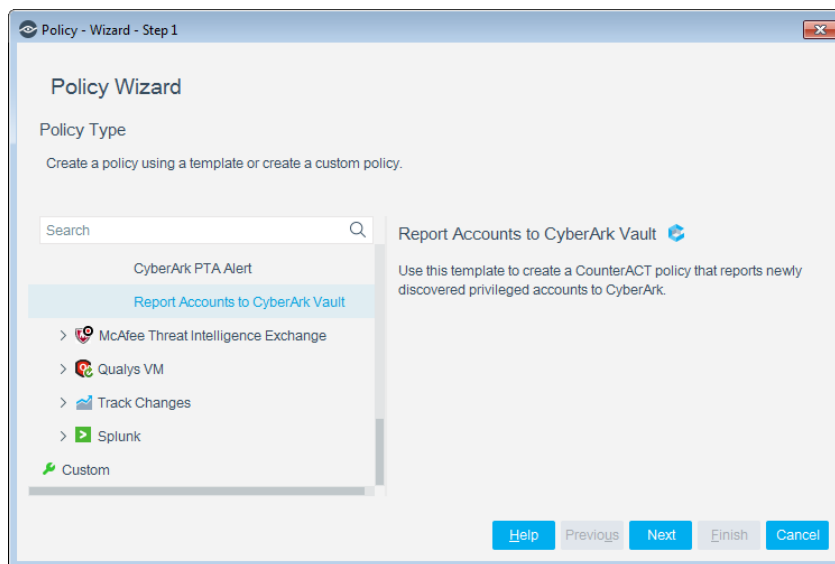 Policy - Wizard - Step 1
Policy Wizard
Policy Type
Create a policy using a template or create a custom policy.
Search
CyberArk PTA Alert
Report Accounts to CyberArk Vault
McAfee Threat Intelligence Exchange
Qualys VM
Track Changes
Splunk
Custom
Report Accounts to CyberArk Vault
Use this template to create a CounterACT policy that reports newly
discovered privileged accounts to CyberArk.
Help Previous Next Finish Cancel